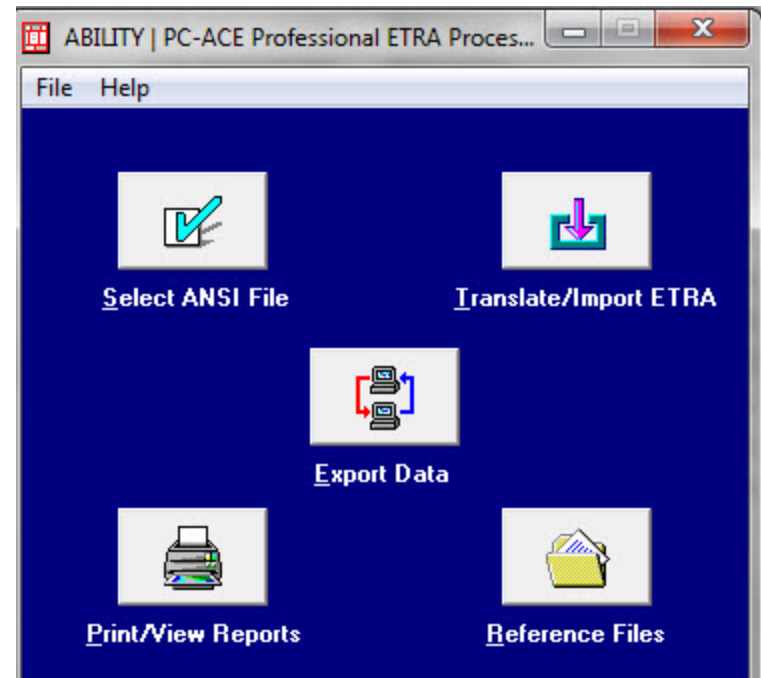 ABILITY | PC-ACE Professional ETRA Proces...
File Help
Select ANSI File
Translate/Import ETRA
Export Data
Print/View Reports
Reference Files